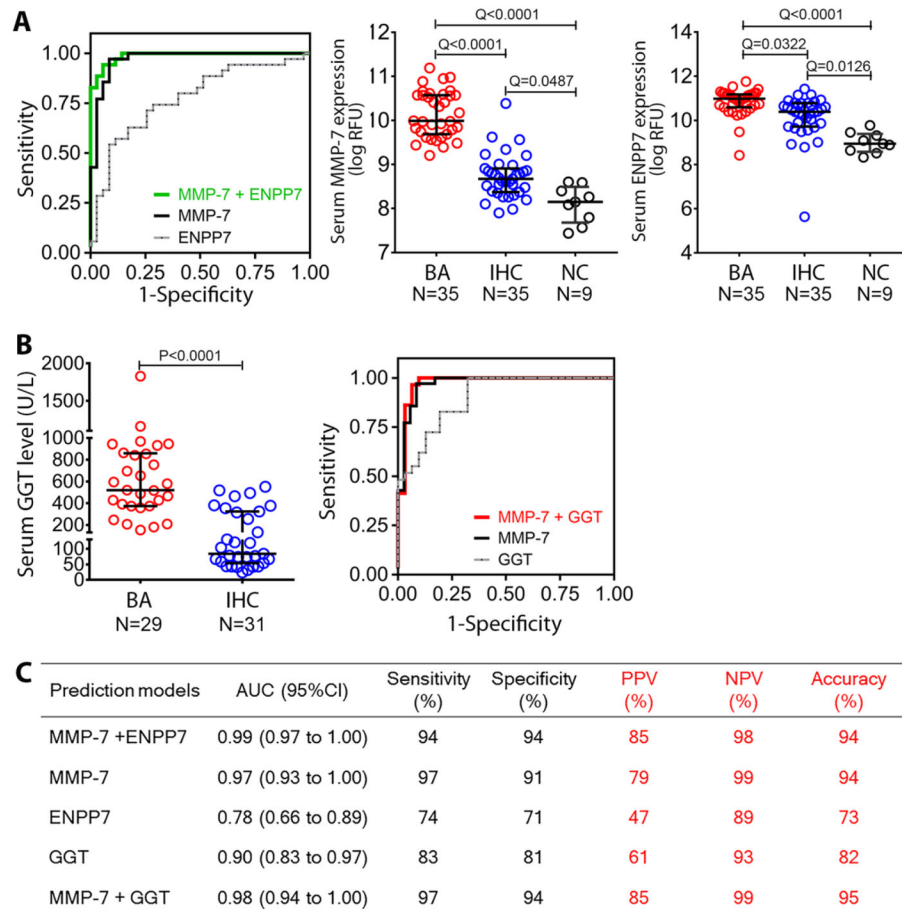 A
1.00
0.75
0.50
0.25
0.00
Sensitivity
MMP-7 + ENPP7
MMP-7
ENPP7
0.00 0.25 0.50 0.75 1.00
1-Specificity
Q<0.0001
Q<0.0001
Q=0.0487
12
11
10
9
8
7
Serum MMP-7 expression
(log RFU)
BA IHC NC
N=35 N=35 N=9
Q<0.0001
Q=0.0322
Q=0.0126
14
12
10
8
6
4
Serum ENPP7 expression
(log RFU)
BA IHC NC
N=35 N=35 N=9
B
P<0.0001
2000
1500
1000
1000
800
600
400
200
100
50
0
Serum GGT level (U/L)
BA IHC
N=29 N=31
1.00
0.75
0.50
0.25
0.00
Sensitivity
MMP-7 + GGT
MMP-7
GGT
0.00 0.25 0.50 0.75 1.00
1-Specificity
C
Prediction models AUC (95%CI) Sensitivity (%) Specificity (%) PPV (%) NPV (%) Accuracy (%)
MMP-7 +ENPP7 0.99 (0.97 to 1.00) 94 94 85 98 94
MMP-7 0.97 (0.93 to 1.00) 97 91 79 99 94
ENPP7 0.78 (0.66 to 0.89) 74 71 47 89 73
GGT 0.90 (0.83 to 0.97) 83 81 61 93 82
MMP-7 + GGT 0.98 (0.94 to 1.00) 97 94 85 99 95